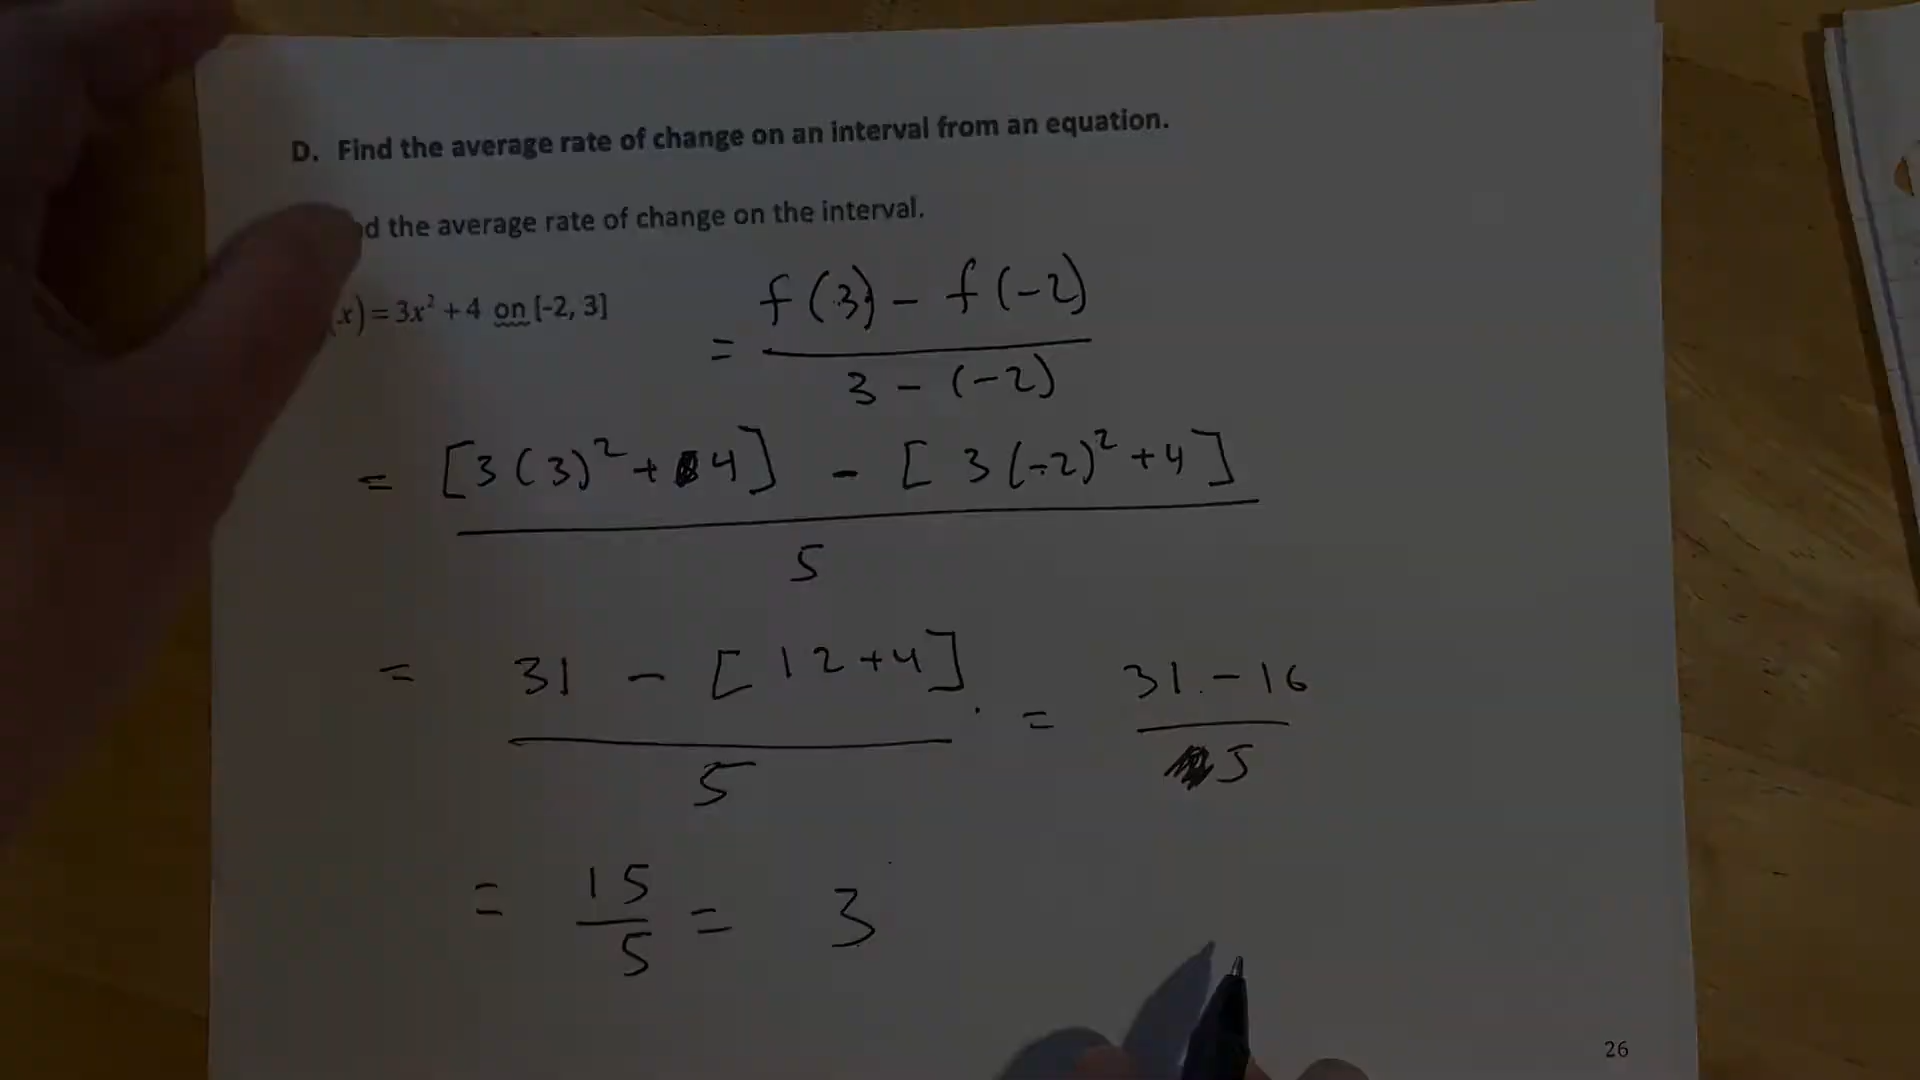 D. Find the average rate of change on an interval from an equation.
d the average rate of change on the interval.
x) = 3x² + 4 on [-2, 3]
= f(3) - f(-2) / 3 - (-2)
= [3(3)² + 4] - [3(-2)² + 4] / 5
= 31 - [12+4] / 5 = 31 - 16 / 5
= 15 / 5 = 3
26